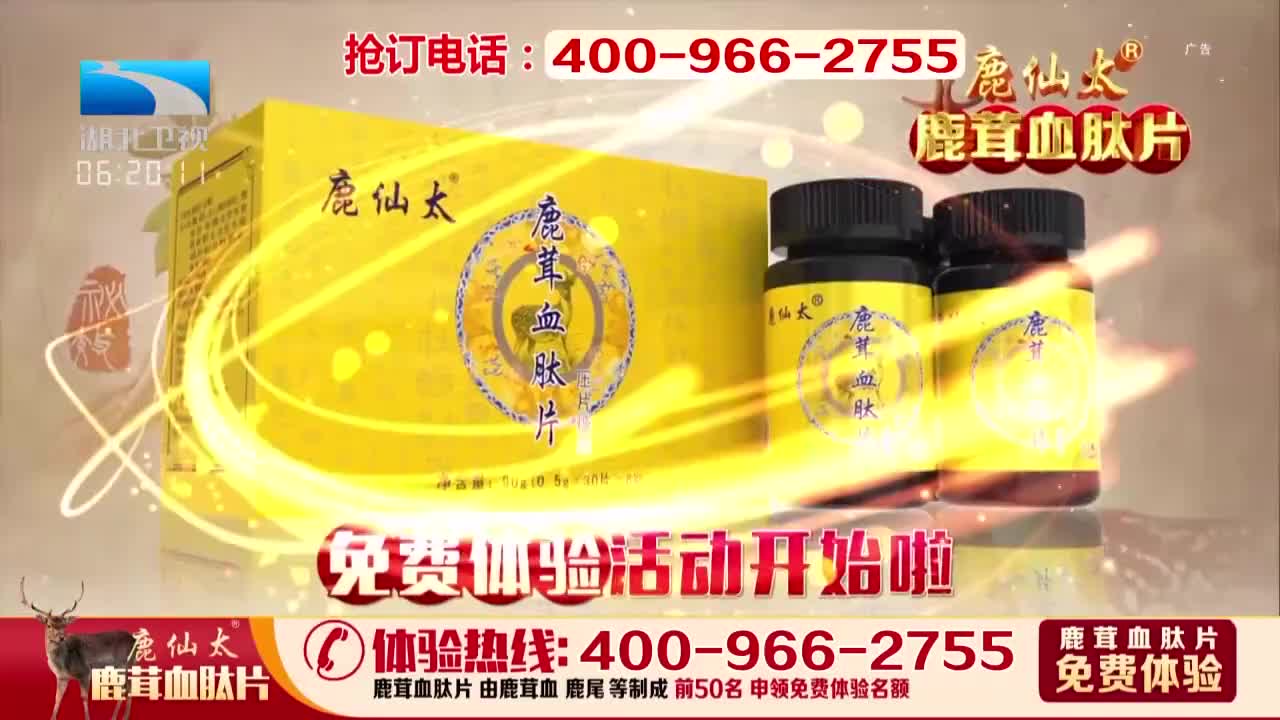 抢订电话：400-966-2755
广告
鹿仙太®
鹿茸血肽片
湖北卫视
06:20:11
鹿仙太®
鹿茸血肽片
压片糖果
鹿仙太®
鹿茸血肽
鹿茸
免费体验活动开始啦
鹿仙太®
鹿茸血肽片
体验热线：400-966-2755
鹿茸血肽片 由鹿茸血 鹿尾 等制成 前50名 申领免费体验名额
鹿茸血肽片
免费体验